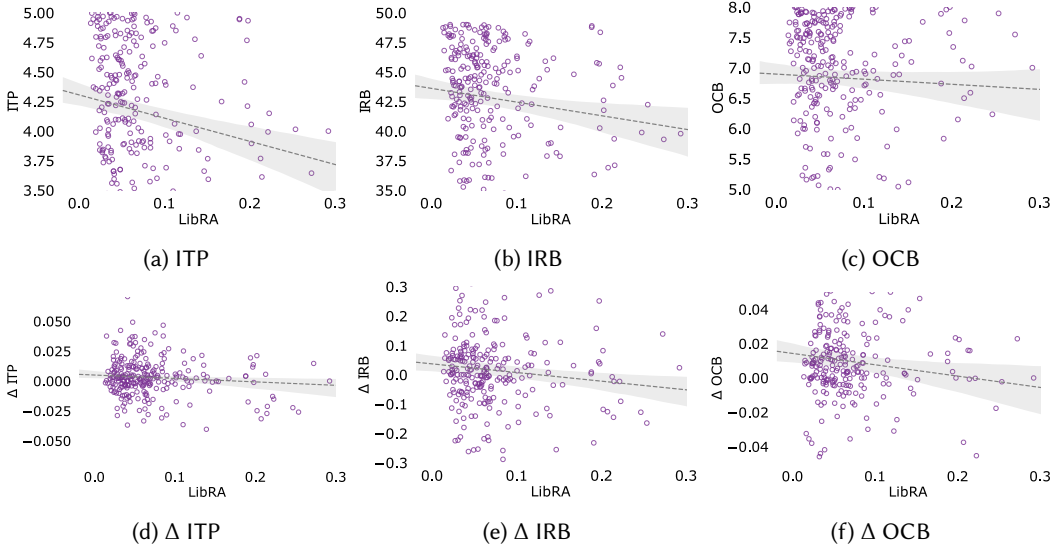 5.00
4.75
4.50
4.25
4.00
3.75
3.50
ITP
0.0 0.1 0.2 0.3
LibRA
(a) ITP
50.0
47.5
45.0
42.5
40.0
37.5
35.0
IRB
0.0 0.1 0.2 0.3
LibRA
(b) IRB
8.0
7.5
7.0
6.5
6.0
5.5
5.0
OCB
0.0 0.1 0.2 0.3
LibRA
(c) OCB
0.050
0.025
0.000
−0.025
−0.050
Δ ITP
0.0 0.1 0.2 0.3
LibRA
(d) Δ ITP
0.3
0.2
0.1
0.0
−0.1
−0.2
−0.3
Δ IRB
0.0 0.1 0.2 0.3
LibRA
(e) Δ IRB
0.04
0.02
0.00
−0.02
−0.04
Δ OCB
0.0 0.1 0.2 0.3
LibRA
(f) Δ OCB